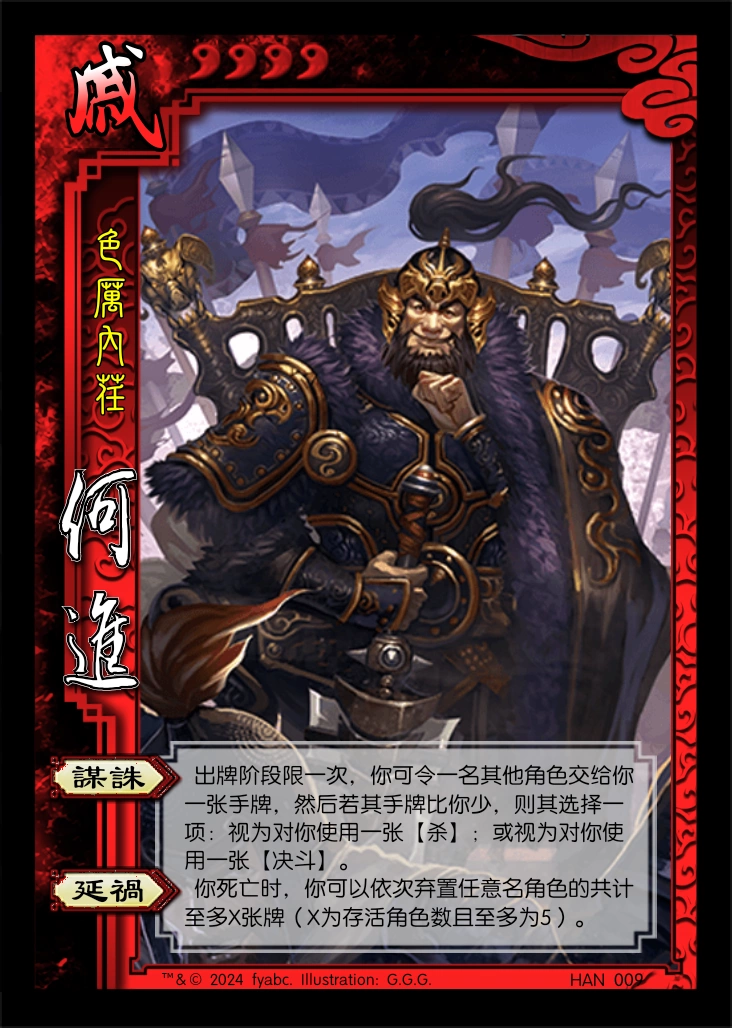 戚
色厲內荏
何進
謀誅
出牌阶段限一次，你可令一名其他角色交给你
一张手牌，然后若其手牌比你少，则其选择一
项：视为对你使用一张【杀】；或视为对你使
用一张【决斗】。
延禍
你死亡时，你可以依次弃置任意名角色的共计
至多X张牌（X为存活角色数且至多为5）。
™&© 2024 fyabc. Illustration: G.G.G.
HAN 009